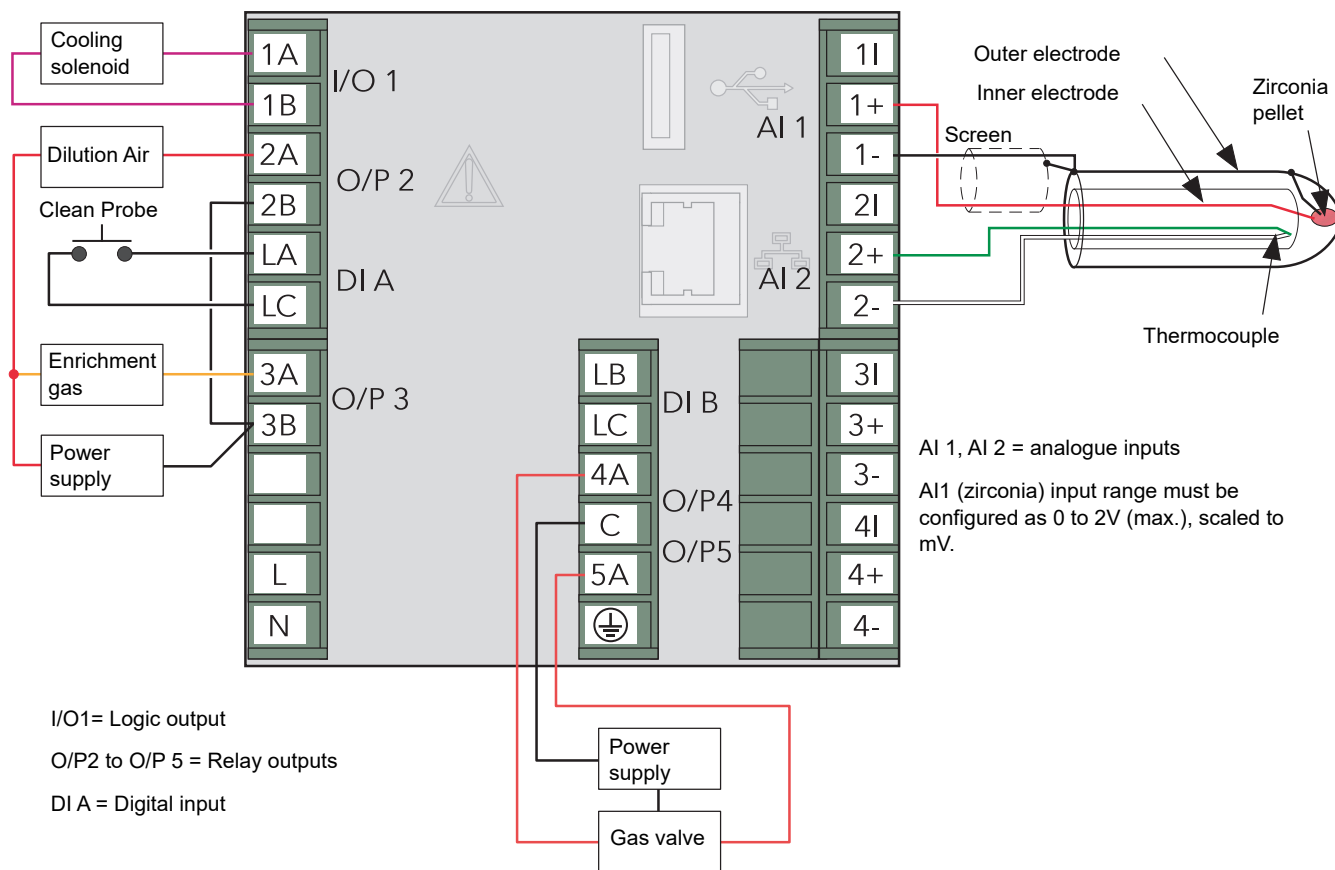 Cooling
solenoid
Dilution Air
Clean Probe
Enrichment
gas
Power
supply
1A
1B
2A
2B
LA
LC
3A
3B
L
N
I/O 1
O/P 2
DI A
O/P 3
AI 1
AI 2
LB
LC
4A
C
5A
DI B
O/P4
O/P5
1I
1+
1-
2I
2+
2-
3I
3+
3-
4I
4+
4-
Outer electrode
Inner electrode
Zirconia
pellet
Screen
Thermocouple
AI 1, AI 2 = analogue inputs
AI1 (zirconia) input range must be
configured as 0 to 2V (max.), scaled to
mV.
I/O1= Logic output
O/P2 to O/P 5 = Relay outputs
DI A = Digital input
Power
supply
Gas valve